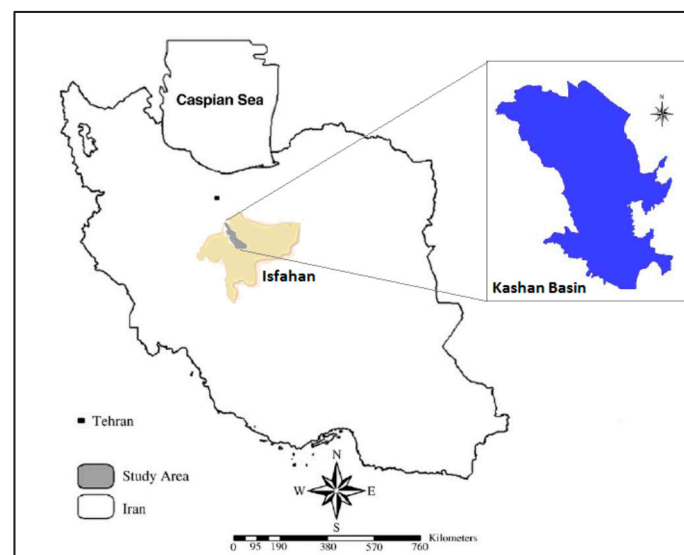 Caspian Sea
N
Isfahan
Kashan Basin
Tehran
Study Area
Iran
N
W E
S
Kilometers
0 95 190 380 570 760